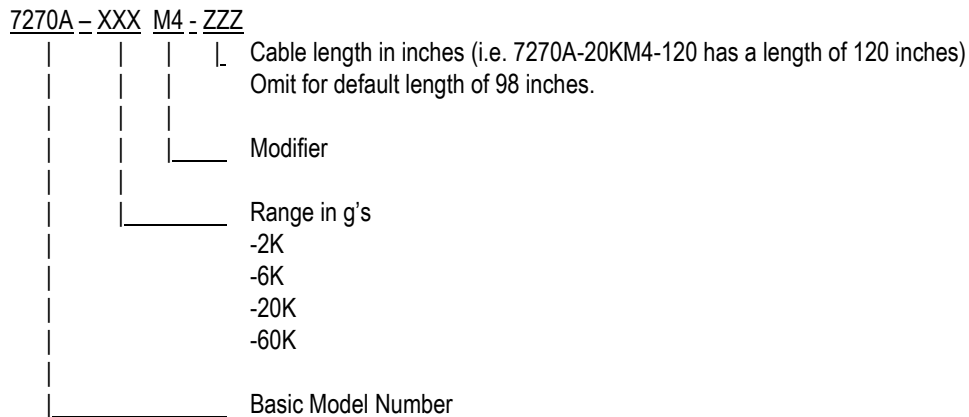 7270A – XXX M4 - ZZZ
Cable length in inches (i.e. 7270A-20KM4-120 has a length of 120 inches)
Omit for default length of 98 inches.
Modifier
Range in g's
-2K
-6K
-20K
-60K
Basic Model Number